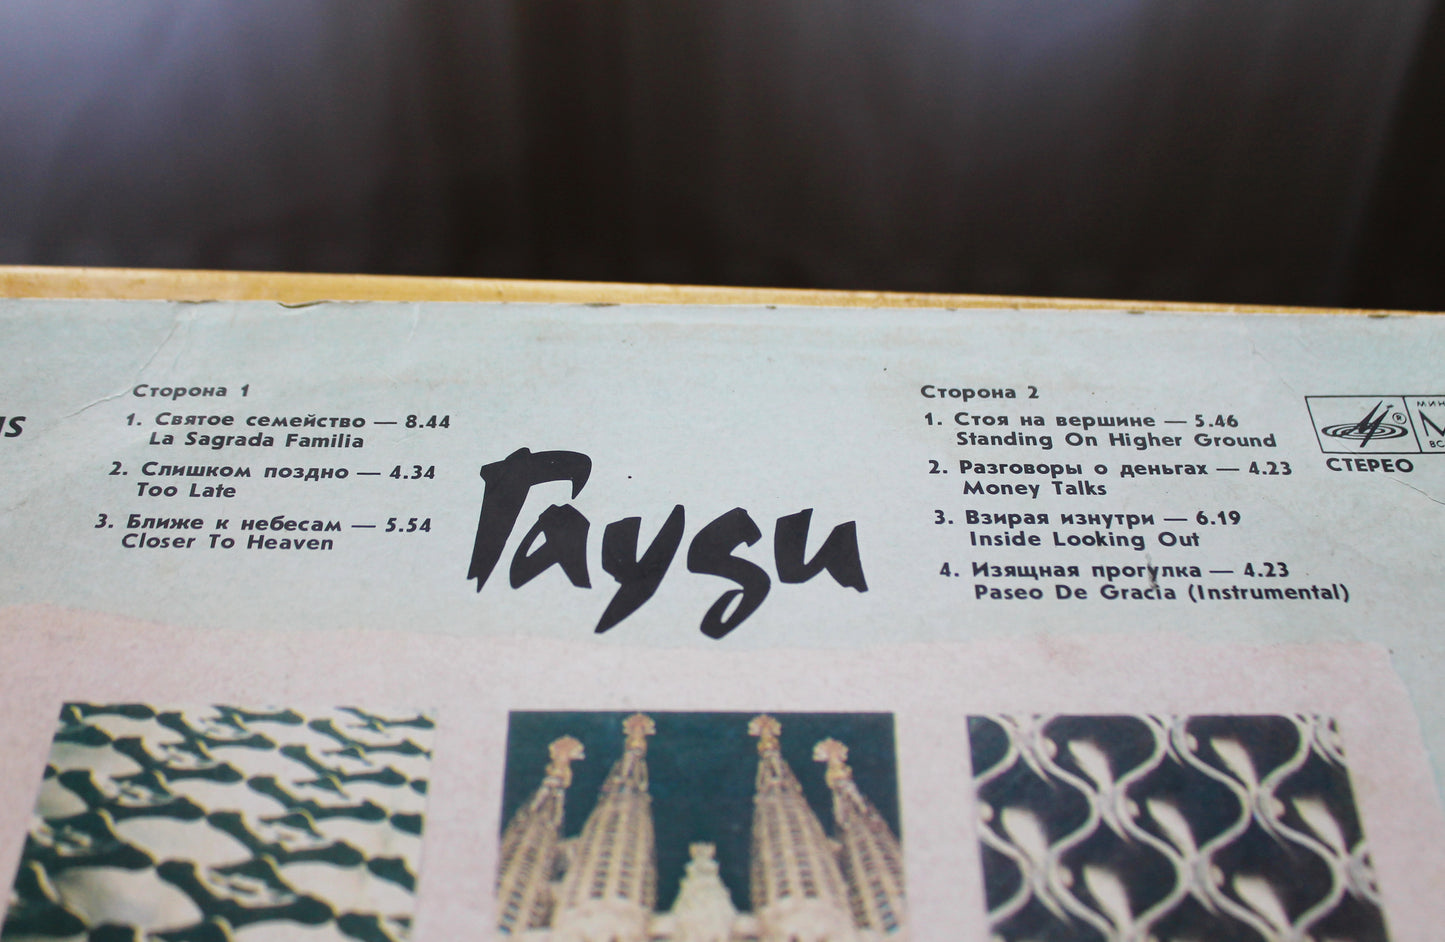 Сторона 1
1. Святое семейство — 8.44
La Sagrada Familia
2. Слишком поздно — 4.34
Too Late
3. Ближе к небесам — 5.54
Closer To Heaven
Гауди
Сторона 2
1. Стоя на вершине — 5.46
Standing On Higher Ground
2. Разговоры о деньгах — 4.23
Money Talks
3. Взирая изнутри — 6.19
Inside Looking Out
4. Изящная прогулка — 4.23
Paseo De Gracia (Instrumental)
®
СТЕРЕО